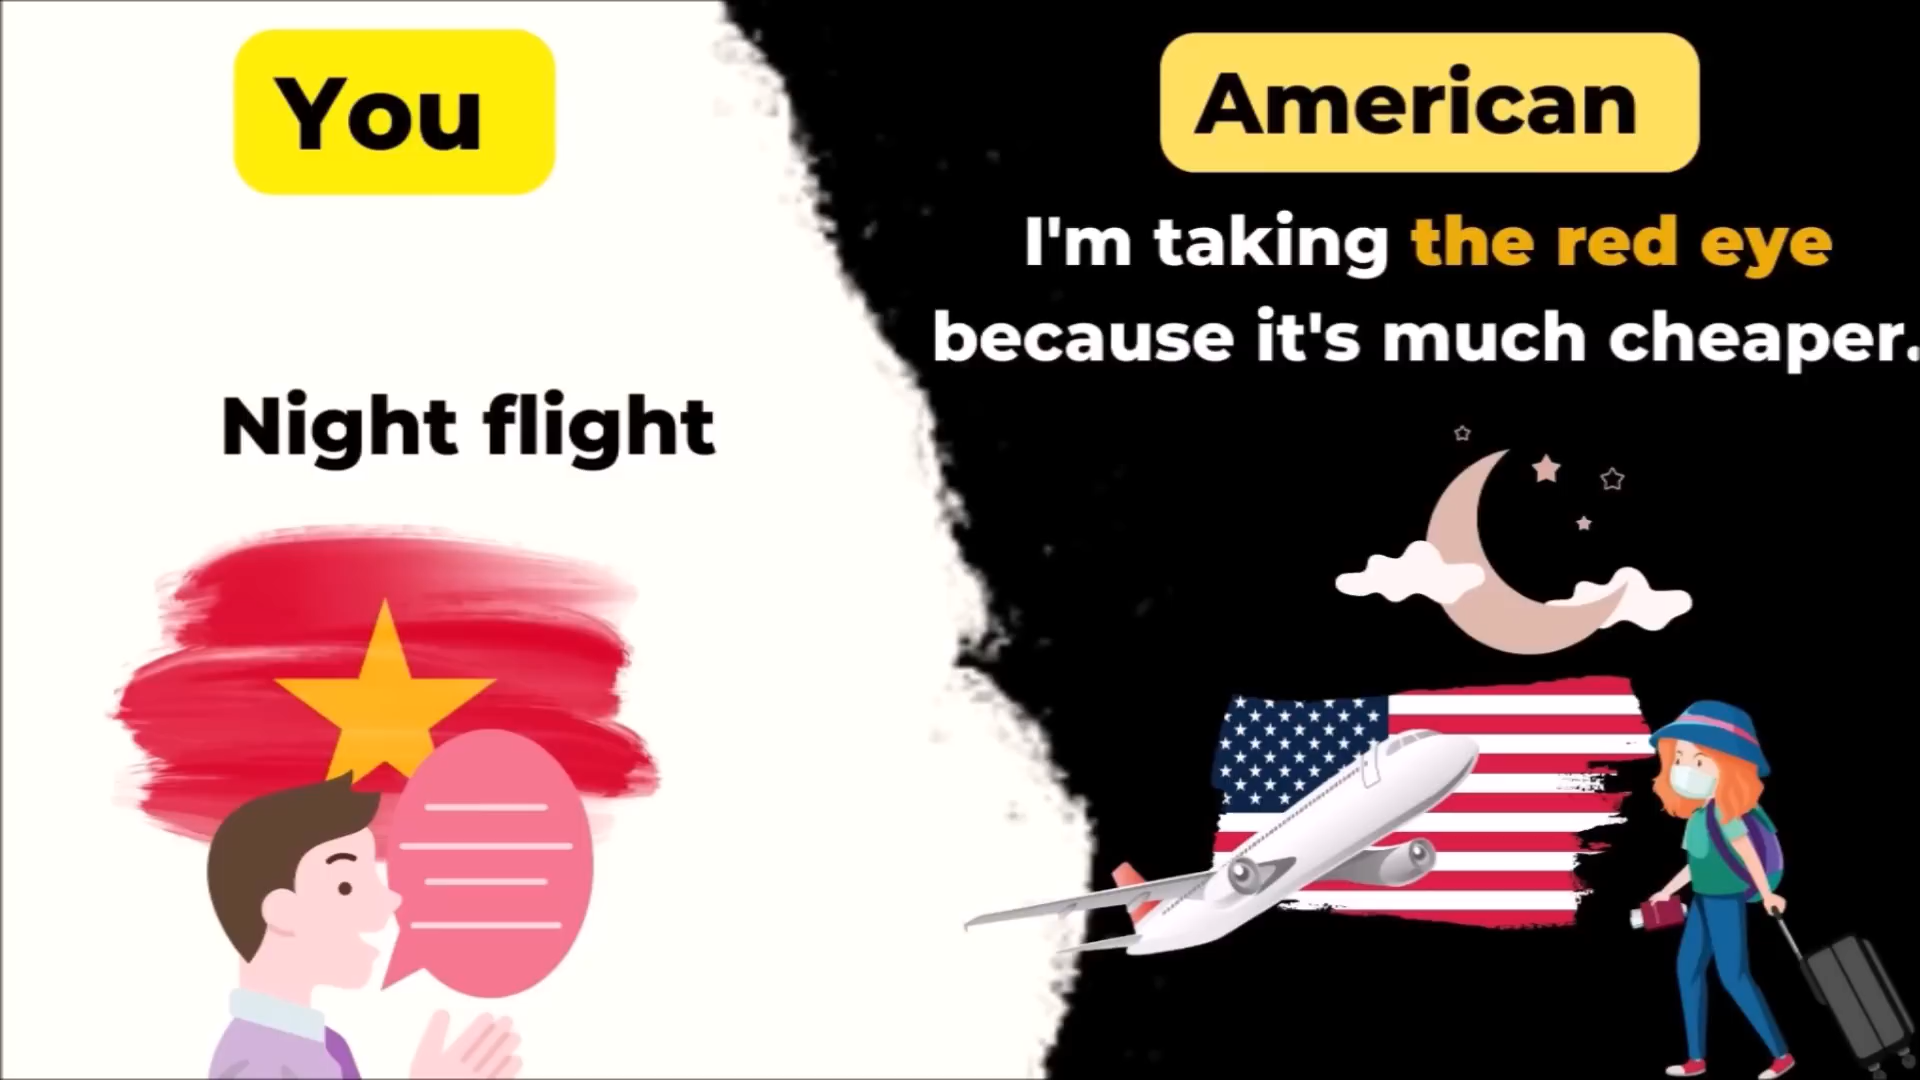 You
Night flight
American
I'm taking the red eye
because it's much cheaper.